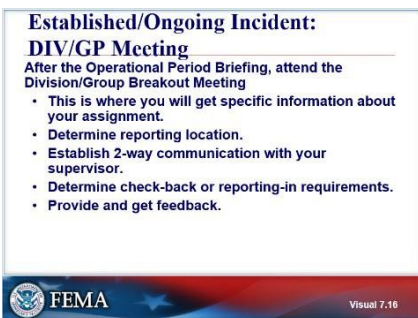 Established/Ongoing Incident:
DIV/GP Meeting
After the Operational Period Briefing, attend the
Division/Group Breakout Meeting
• This is where you will get specific information about
your assignment.
• Determine reporting location.
• Establish 2-way communication with your
supervisor.
• Determine check-back or reporting-in requirements.
• Provide and get feedback.
FEMA
Visual 7.16